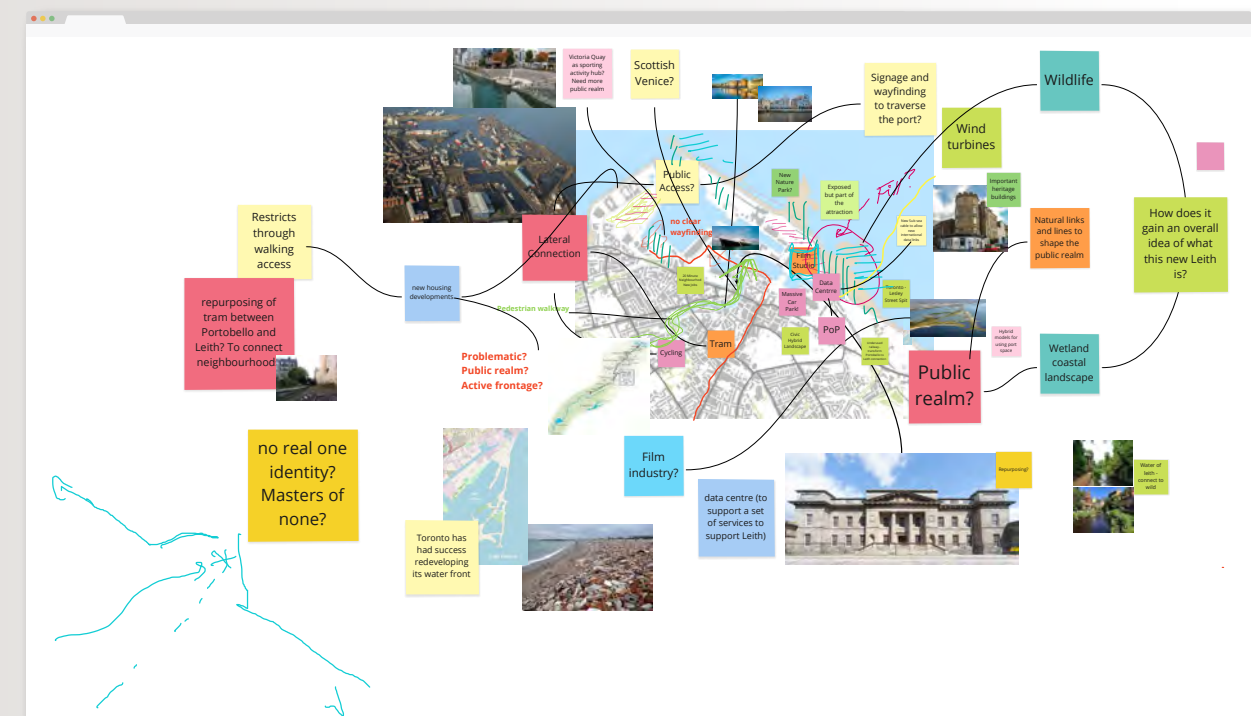 Victoria Quay
as sporting
activity hub?
Need more
public realm
Scottish
Venice?
Signage and
wayfinding
to traverse
the port?
Wildlife
Wind
turbines
Public
Access?
New
Nature
Park?
Exposed
but part of
the
attraction
Fill?
Important
heritage
buildings
Restricts
through
walking
access
Lateral
Connection
no clear
wayfinding
Film
Studio
Natural links
and lines to
shape the
public realm
How does it
gain an overall
idea of what
this new Leith
is?
repurposing of
tram between
Portobello and
Leith? To connect
neighbourhood
new housing
developments
Pedestrian walkway
Data
Centre
Massive
Car
Park!
Toronto -
Lesley
Street Spit
PoP
Civic
Hybrid
Landscape
Hybrid
models for
using port
space
Problematic?
Public realm?
Active frontage?
Cycling
Tram
Public
realm?
Wetland
coastal
landscape
no real one
identity?
Masters of
none?
Film
industry?
data centre (to
support a set
of services to
support Leith)
Repurposing?
Water of
leith -
connect to
wild
Toronto has
had success
redeveloping
its water front